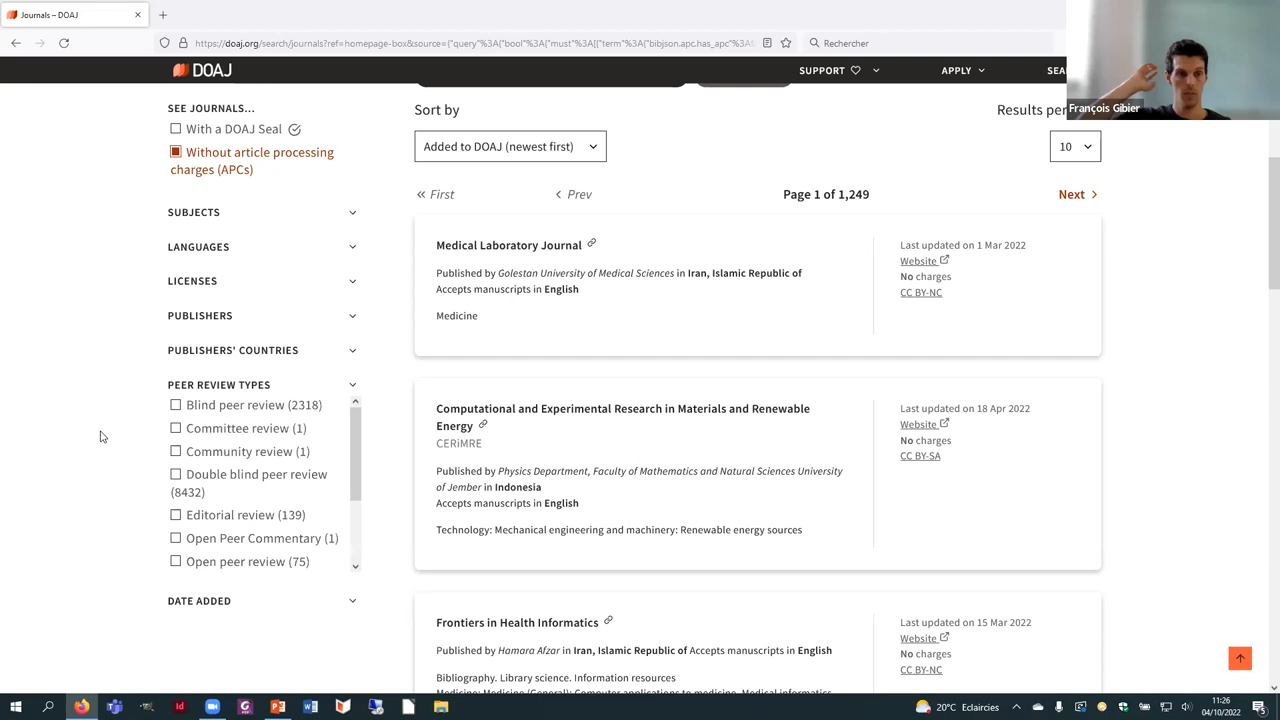 Journals – DOAJ
https://doaj.org/search/journals?ref=homepage-box&source={"query"%3A{"bool"%3A{"must"%3A[{"term"%3A{"bibjson.apc.has_apc"%3A
Rechercher
DOAJ
SUPPORT
APPLY
SEA
François Gibier
SEE JOURNALS...
With a DOAJ Seal
Without article processing
charges (APCs)
SUBJECTS
LANGUAGES
LICENSES
PUBLISHERS
PUBLISHERS' COUNTRIES
PEER REVIEW TYPES
Blind peer review (2318)
Committee review (1)
Community review (1)
Double blind peer review
(8432)
Editorial review (139)
Open Peer Commentary (1)
Open peer review (75)
DATE ADDED
Sort by
Results per
Added to DOAJ (newest first)
10
« First
‹ Prev
Page 1 of 1,249
Next ›
Medical Laboratory Journal
Published by Golestan University of Medical Sciences in Iran, Islamic Republic of
Accepts manuscripts in English
Medicine
Last updated on 1 Mar 2022
Website
No charges
CC BY-NC
Computational and Experimental Research in Materials and Renewable
Energy
CERiMRE
Published by Physics Department, Faculty of Mathematics and Natural Sciences University
of Jember in Indonesia
Accepts manuscripts in English
Technology: Mechanical engineering and machinery: Renewable energy sources
Last updated on 18 Apr 2022
Website
No charges
CC BY-SA
Frontiers in Health Informatics
Published by Hamara Afzar in Iran, Islamic Republic of Accepts manuscripts in English
Bibliography. Library science. Information resources
Medicine: Medicine (General): Computer applications to medicine. Medical informatics
Last updated on 15 Mar 2022
Website
No charges
CC BY-NC
20°C Eclaircies
11:26
04/10/2022